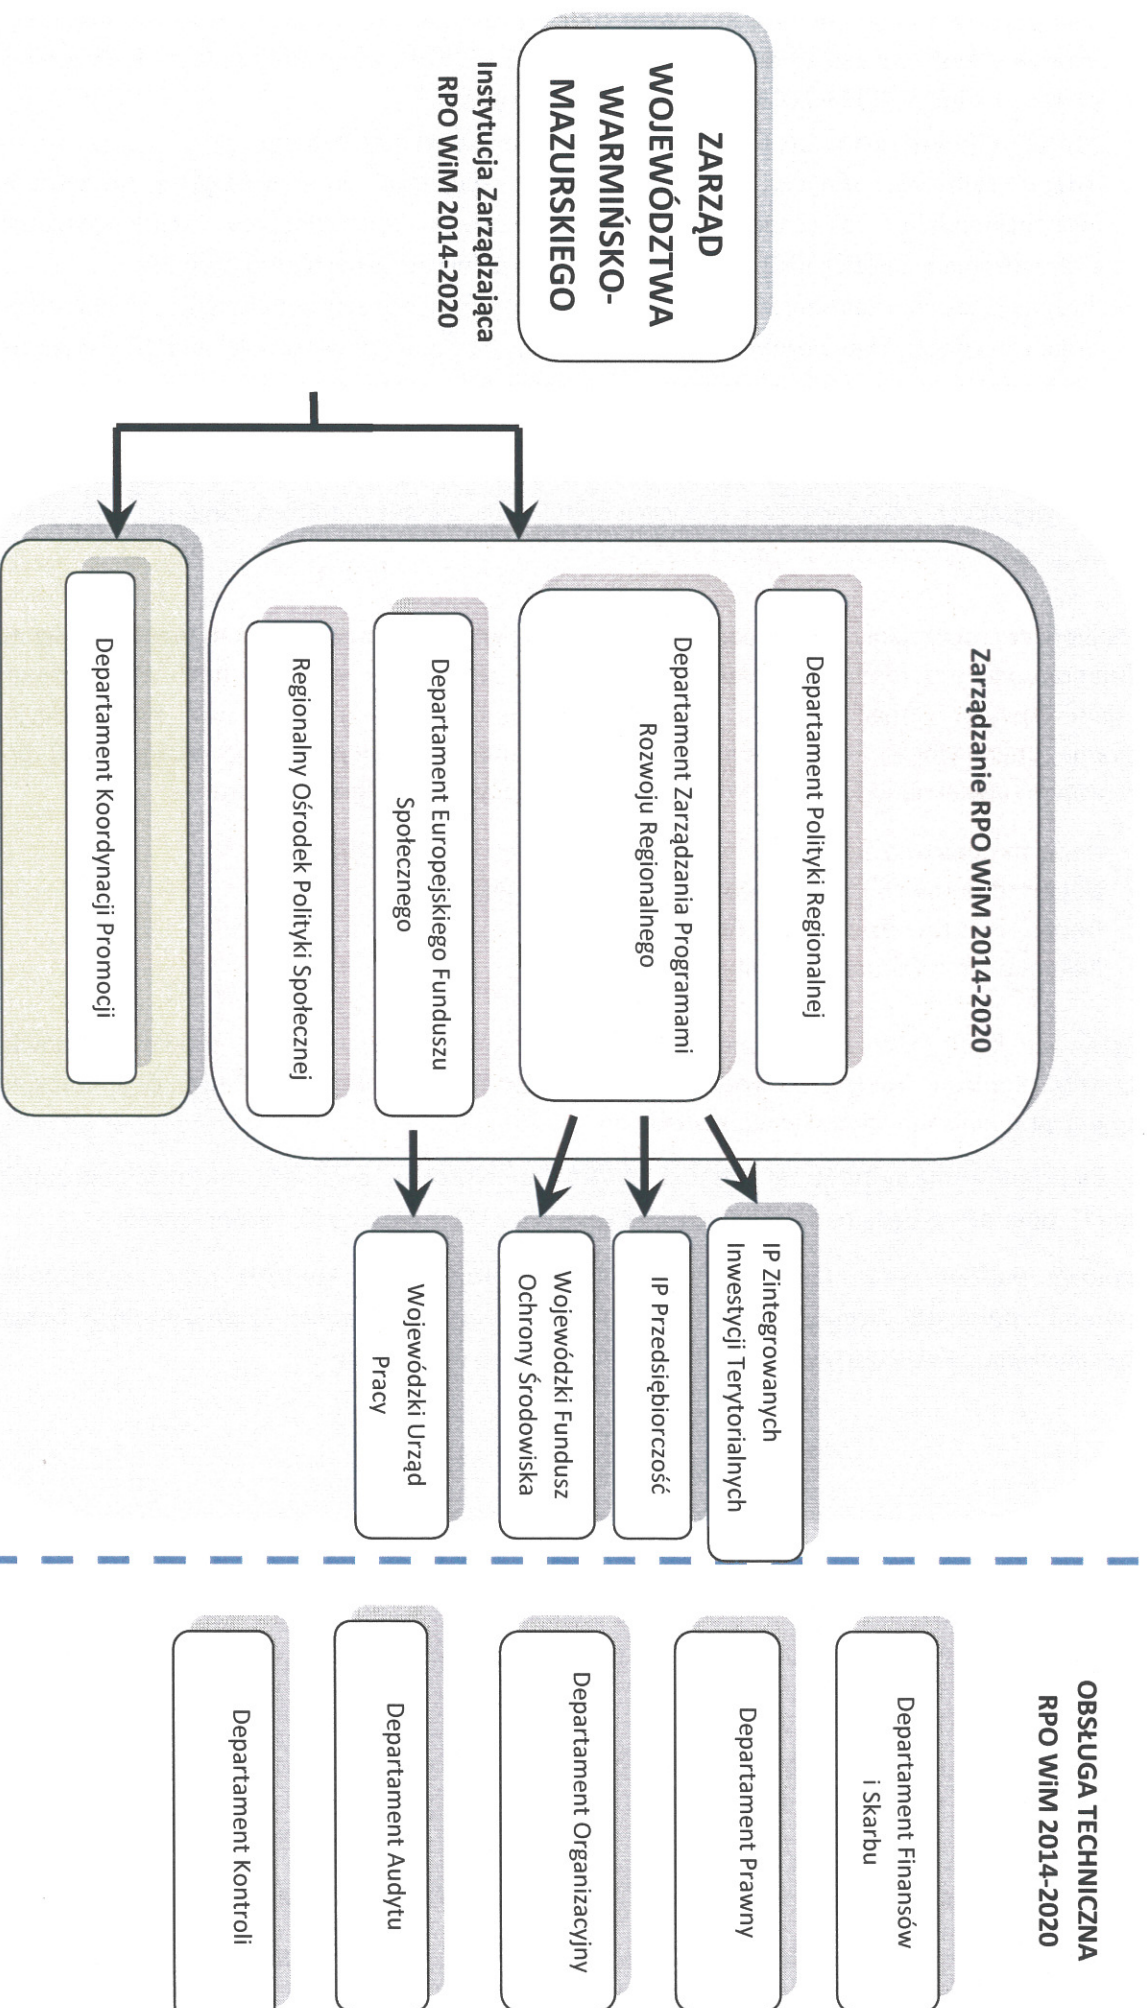 ZARZĄD
WOJEWÓDZTWA
WARMIŃSKO-
MAZURSKIEGO
Instytucja Zarządzająca
RPO WiM 2014-2020
Zarządzanie RPO WiM 2014-2020
Departament Polityki Regionalnej
Departament Zarządzania Programami
Rozwoju Regionalnego
Departament Europejskiego Funduszu
Społecznego
Regionalny Ośrodek Polityki Społecznej
Departament Koordynacji Promocji
IP Zintegrowanych
Inwestycji Terytorialnych
IP Przedsiębiorczość
Wojewódzki Fundusz
Ochrony Środowiska
Wojewódzki Urząd
Pracy
OBSŁUGA TECHNICZNA
RPO WiM 2014-2020
Departament Finansów
i Skarbu
Departament Prawny
Departament Organizacyjny
Departament Audytu
Departament Kontroli